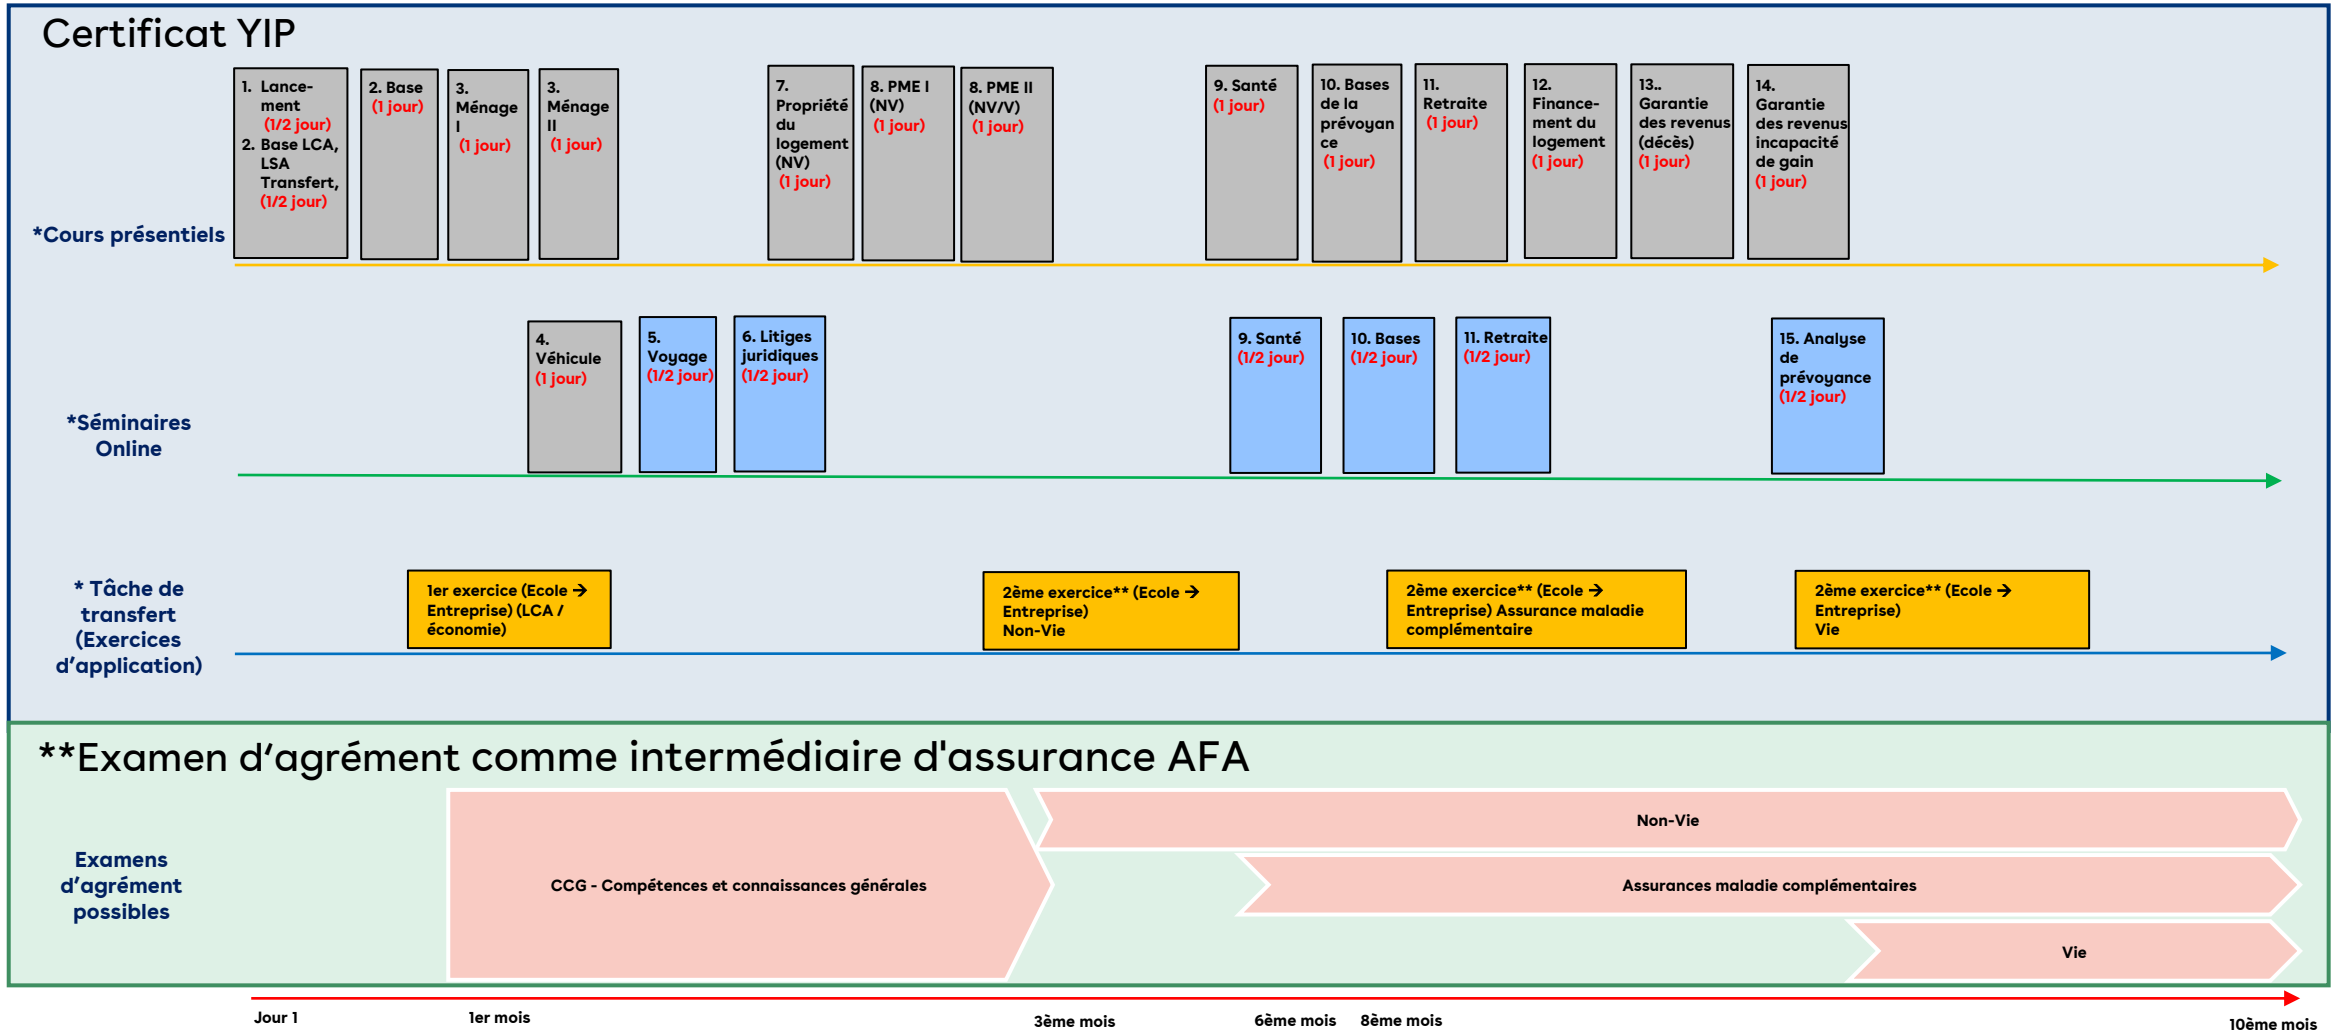 Certificat YIP
1. Lance-
ment
(1/2 jour)
2. Base LCA,
LSA
Transfert,
(1/2 jour)
2. Base
(1 jour)
3.
Ménage
I
(1 jour)
3.
Ménage
II
(1 jour)
7.
Propriété
du
logement
(NV)
(1 jour)
8. PME I
(NV)
(1 jour)
8. PME II
(NV/V)
(1 jour)
9. Santé
(1 jour)
10. Bases
de la
prévoyan
ce
(1 jour)
11.
Retraite
(1 jour)
12.
Finance-
ment du
logement
(1 jour)
13..
Garantie
des revenus
(décès)
(1 jour)
14.
Garantie
des revenus
incapacité
de gain
(1 jour)
*Cours présentiels
4.
Véhicule
(1 jour)
5.
Voyage
(1/2 jour)
6. Litiges
juridiques
(1/2 jour)
9. Santé
(1/2 jour)
10. Bases
(1/2 jour)
11. Retraite
(1/2 jour)
15. Analyse
de
prévoyance
(1/2 jour)
*Séminaires
Online
* Tâche de
transfert
(Exercices
d’application)
1er exercice (Ecole →
Entreprise) (LCA /
économie)
2ème exercice** (Ecole →
Entreprise)
Non-Vie
2ème exercice** (Ecole →
Entreprise) Assurance maladie
complémentaire
2ème exercice** (Ecole →
Entreprise)
Vie
**Examen d’agrément comme intermédiaire d'assurance AFA
Examens
d’agrément
possibles
CCG - Compétences et connaissances générales
Non-Vie
Assurances maladie complémentaires
Vie
Jour 1
1er mois
3ème mois
6ème mois
8ème mois
10ème mois